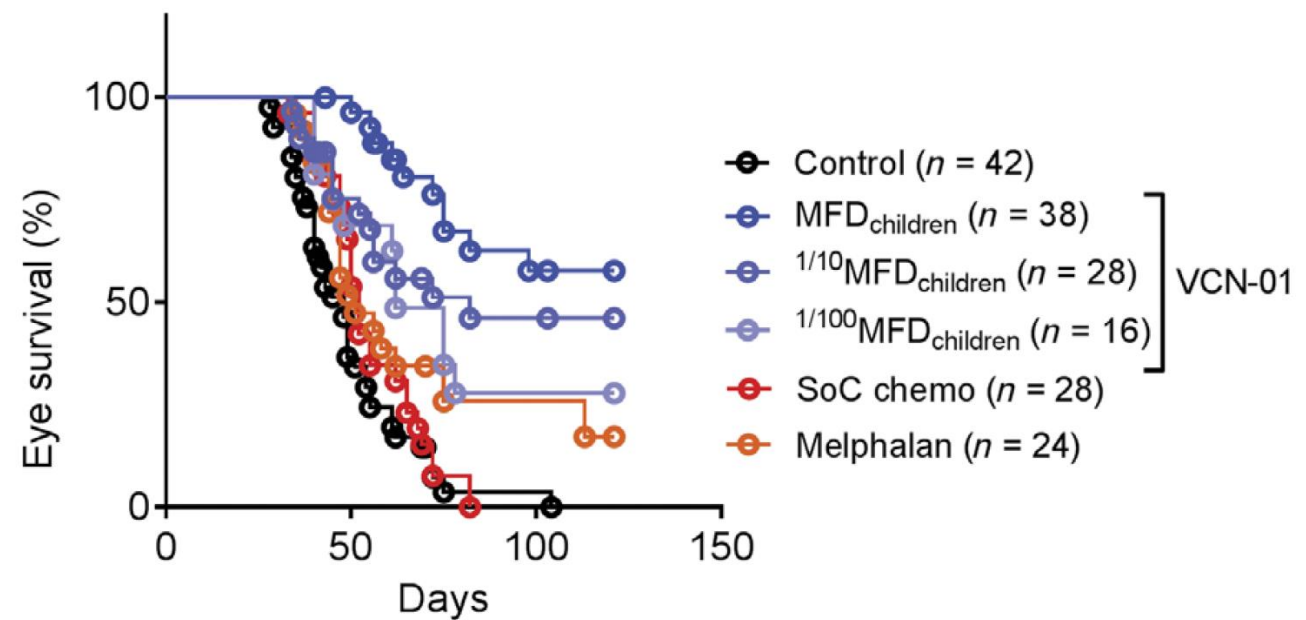 100
50
0
Eye survival (%)
0 50 100 150
Days
Control (n = 42)
MFDchildren (n = 38)
1/10MFDchildren (n = 28)
1/100MFDchildren (n = 16)
VCN-01
SoC chemo (n = 28)
Melphalan (n = 24)